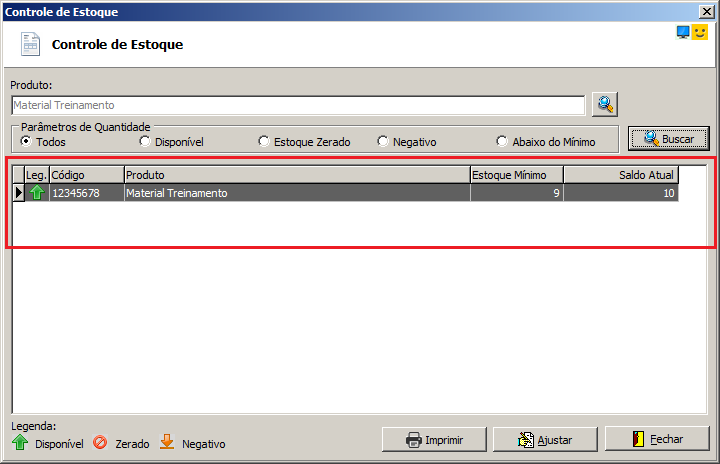 Controle de Estoque
Controle de Estoque
Produto:
Material Treinamento
Parâmetros de Quantidade
Todos Disponível Estoque Zerado Negativo Abaixo do Mínimo Buscar
Leg. Código Produto Estoque Mínimo Saldo Atual
12345678 Material Treinamento 9 10
Legenda:
Disponível Zerado Negativo Imprimir Ajustar Fechar